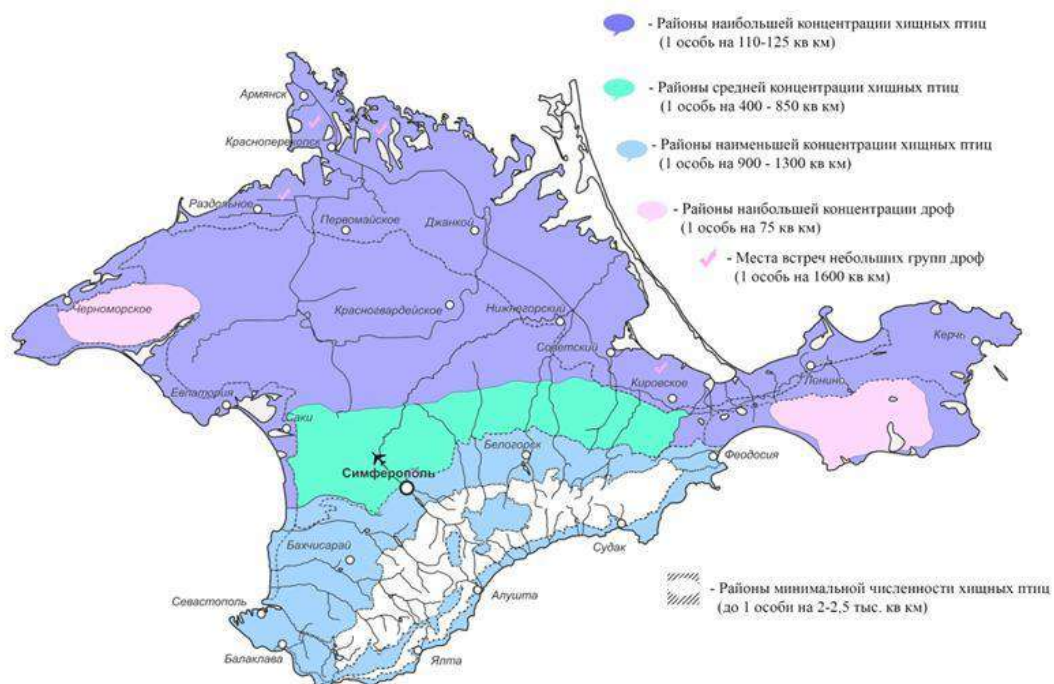 - Районы наибольшей концентрации хищных птиц
(1 особь на 110-125 кв км)
- Районы средней концентрации хищных птиц
(1 особь на 400 - 850 кв км)
- Районы наименьшей концентрации хищных птиц
(1 особь на 900 - 1300 кв км)
- Районы наибольшей концентрации дроф
(1 особь на 75 кв км)
- Места встреч небольших групп дроф
(1 особь на 1600 кв км)
Армянск
Красноперекопск
Раздольное
Первомайское
Джанкой
Черноморское
Красногвардейское
Нижнегорский
Советский
Кировское
Ленино
Керчь
Евпатория
Саки
Белогорск
Феодосия
Симферополь
Бахчисарай
Судак
Севастополь
Алушта
Балаклава
Ялта
- Районы минимальной численности хищных птиц
(до 1 особи на 2-2,5 тыс. кв км)